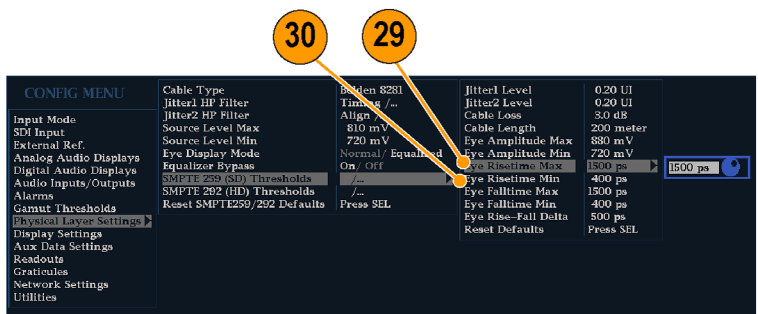 30 29
CONFIG MENU
Input Mode
SDI Input
External Ref.
Analog Audio Displays
Digital Audio Displays
Audio Inputs/Outputs
Alarms
Gamut Thresholds
Physical Layer Settings
Display Settings
Aux Data Settings
Readouts
Graticules
Network Settings
Utilities
Cable Type Belden 8281
Jitter1 HP Filter Timing /...
Jitter2 HP Filter Align /...
Source Level Max 810 mV
Source Level Min 720 mV
Eye Display Mode Normal/ Equalized
Equalizer Bypass On/ Off
SMPTE 259 (SD) Thresholds /...
SMPTE 292 (HD) Thresholds /...
Reset SMPTE259/292 Defaults Press SEL
Jitter1 Level 0.20 UI
Jitter2 Level 0.20 UI
Cable Loss 3.0 dB
Cable Length 200 meter
Eye Amplitude Max 880 mV
Eye Amplitude Min 720 mV
Eye Risetime Max 1500 ps
Eye Risetime Min 400 ps
Eye Falltime Max 1500 ps
Eye Falltime Min 400 ps
Eye Rise-Fall Delta 500 ps
Reset Defaults Press SEL
1500 ps